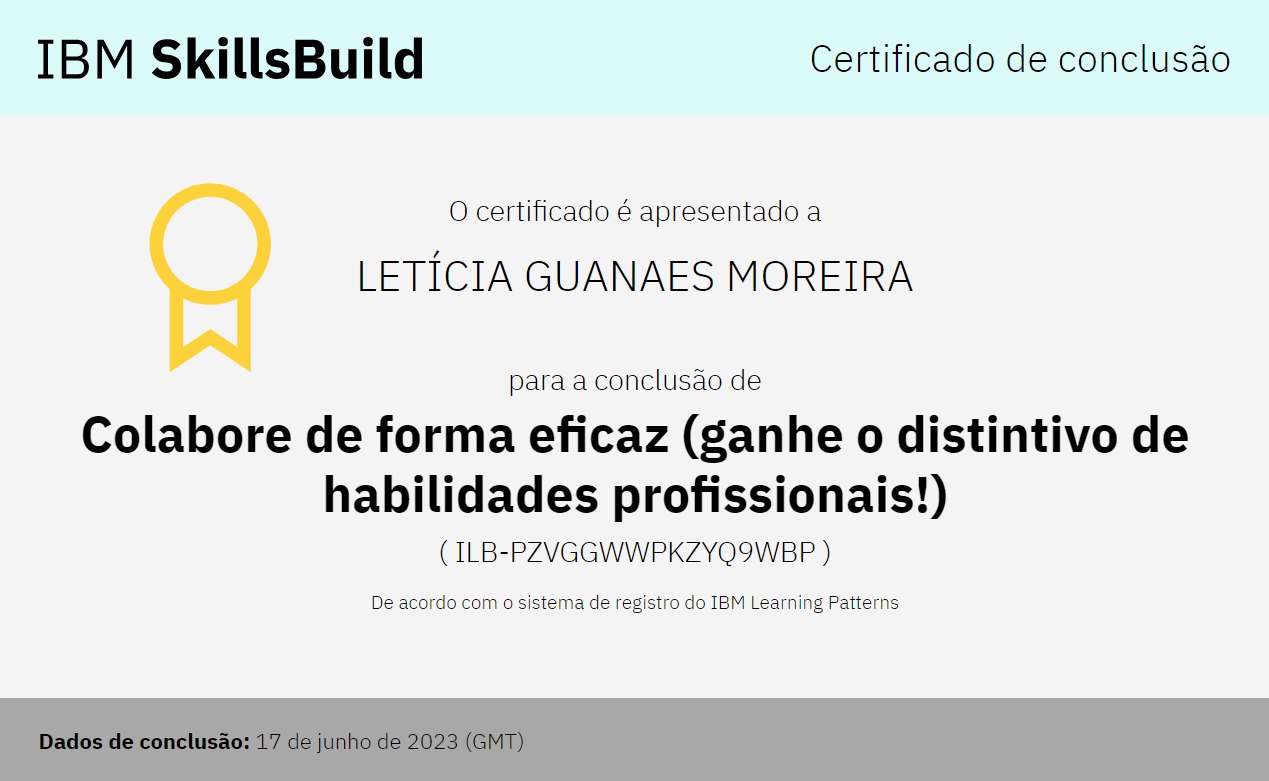 IBM SkillsBuild
Certificado de conclusão
O certificado é apresentado a
LETÍCIA GUANAES MOREIRA
para a conclusão de
Colabore de forma eficaz (ganhe o distintivo de
habilidades profissionais!)
( ILB-PZVGGWWPKZYQ9WBP )
De acordo com o sistema de registro do IBM Learning Patterns
Dados de conclusão: 17 de junho de 2023 (GMT)